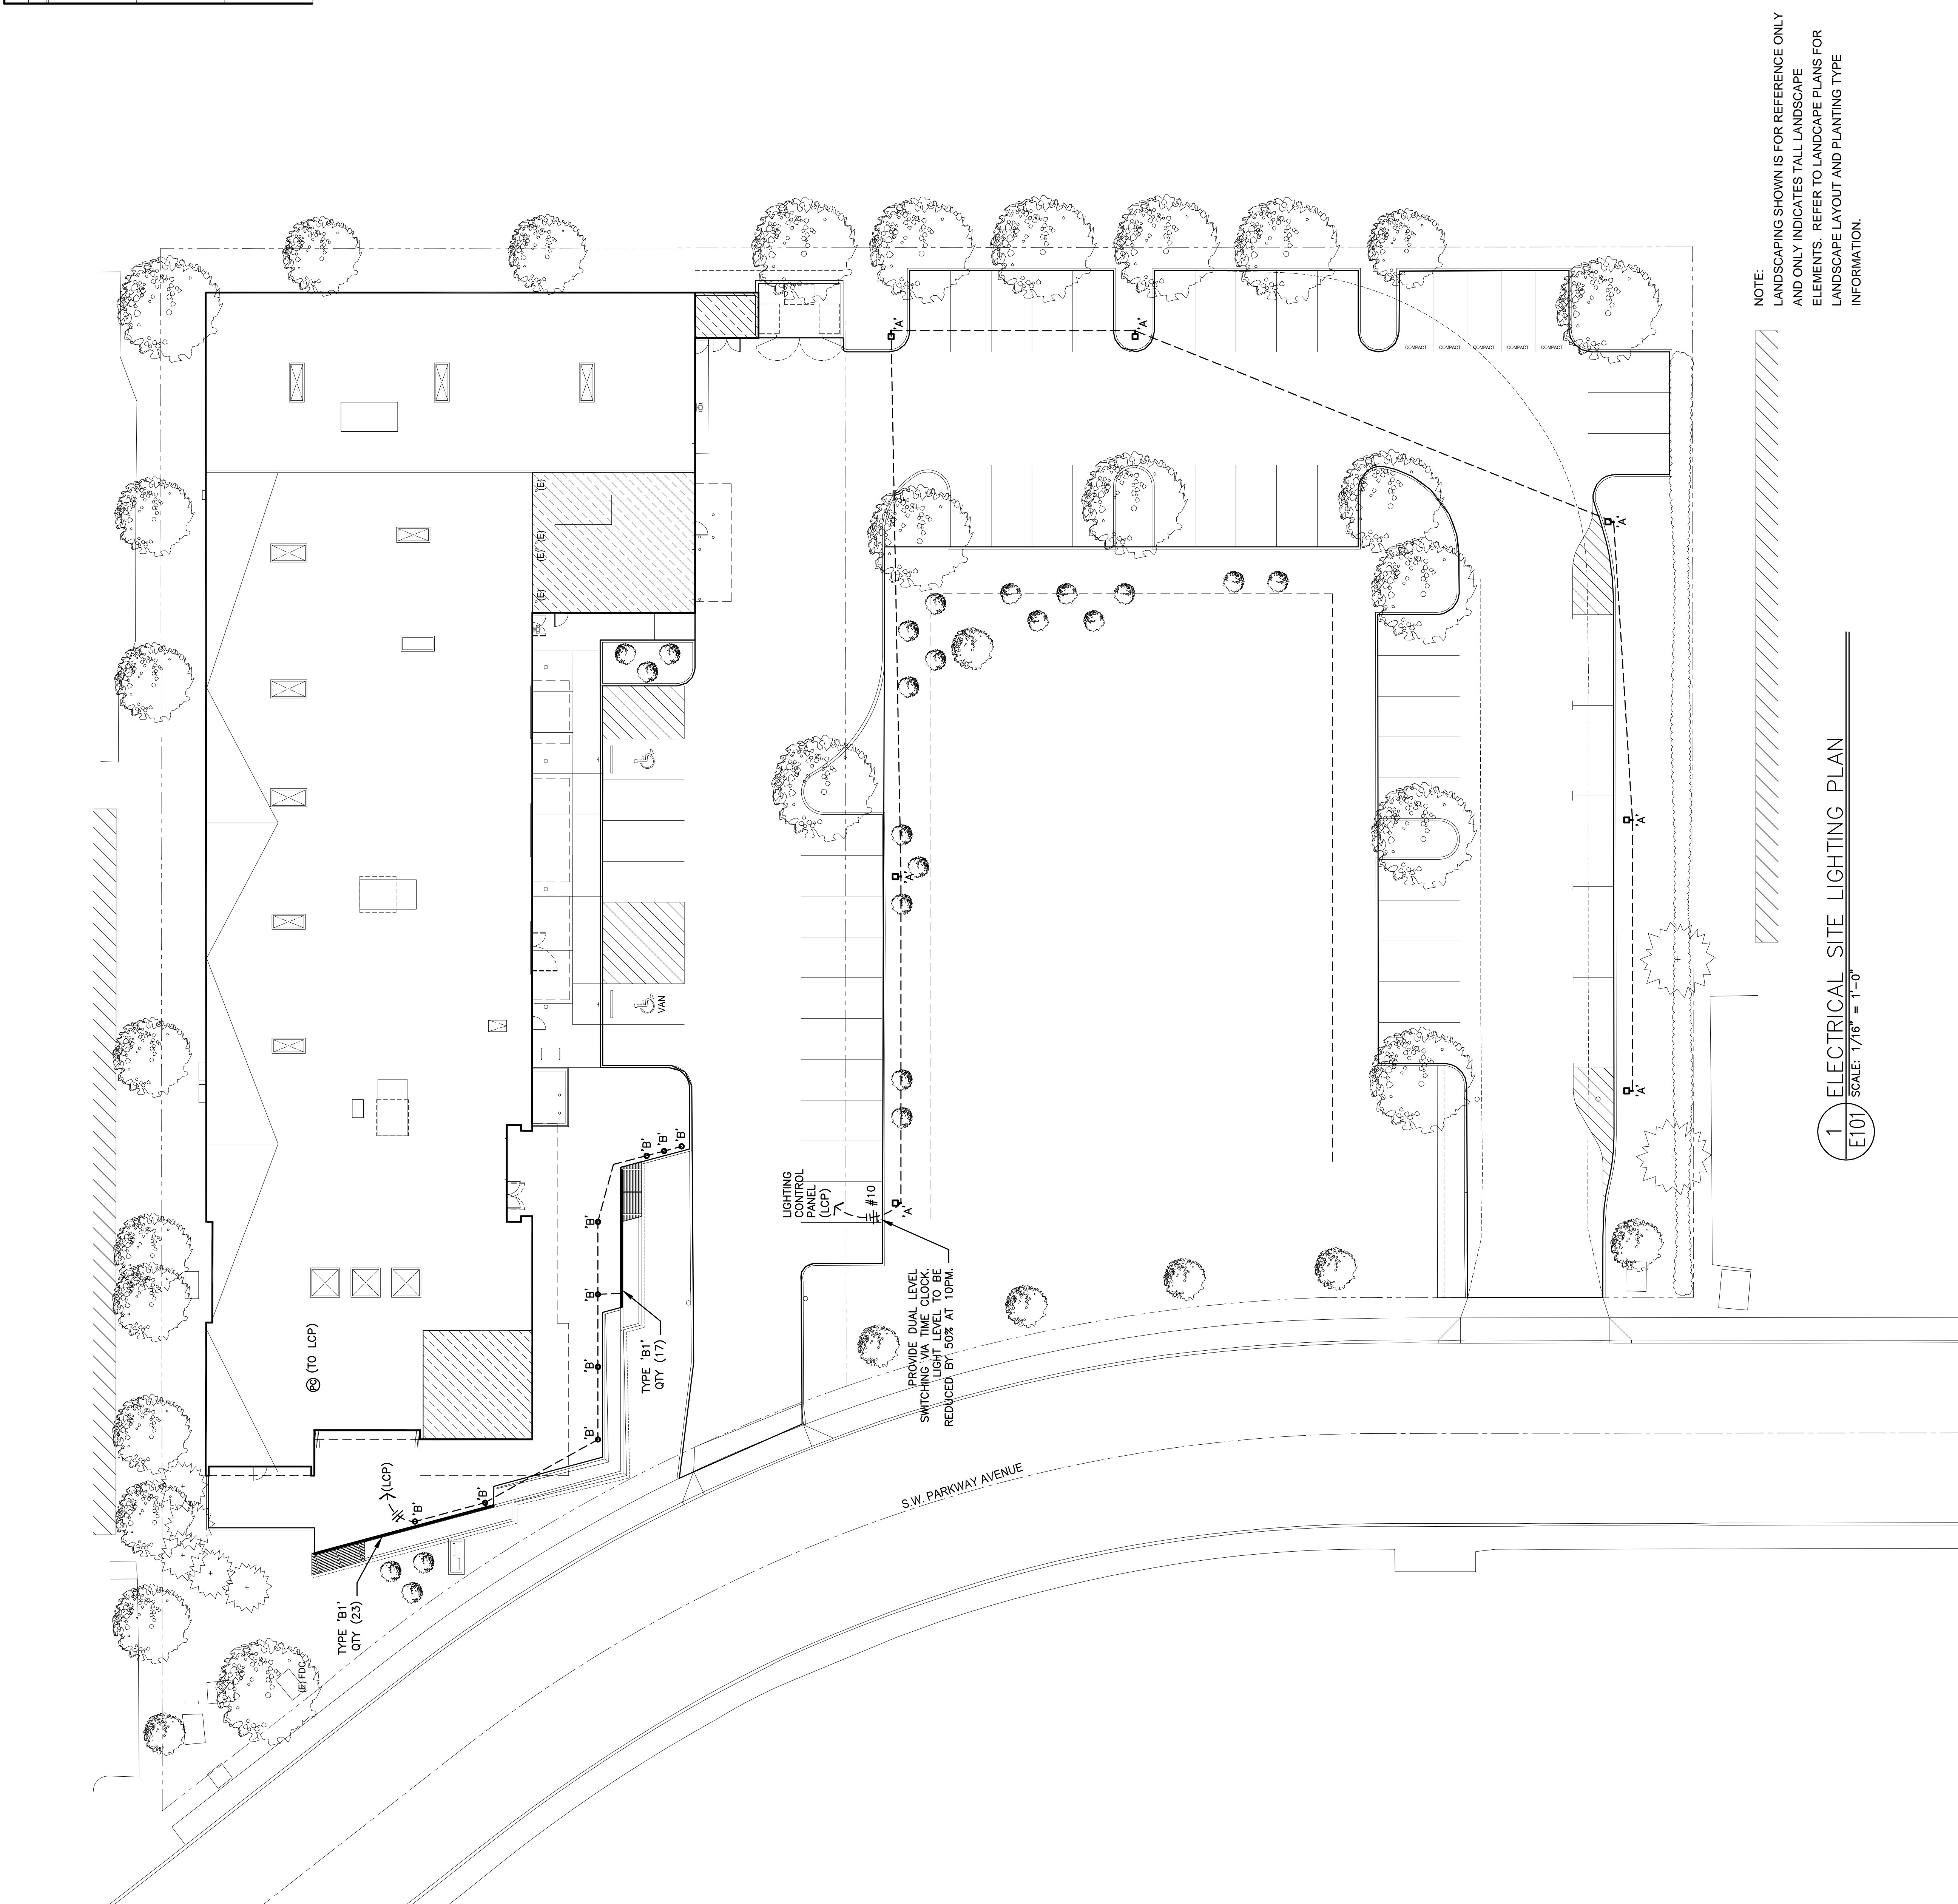 NOTE:
LANDSCAPING SHOWN IS FOR REFERENCE ONLY
AND ONLY INDICATES TALL LANDSCAPE
ELEMENTS. REFER TO LANDCAPE PLANS FOR
LANDSCAPE LAYOUT AND PLANTING TYPE
INFORMATION.
'A'
'A'
COMPACT
COMPACT
COMPACT
COMPACT
COMPACT
(E)
(E)
(E)
(E)
'A'
'A'
'A'
VAN
'A'
'B'
'B'
'B'
'B'
'B'
'B'
'B'
'B'
'B'
LIGHTING
CONTROL
PANEL
(LCP)
#10
'A'
PROVIDE DUAL LEVEL
SWITCHING VIA TIME CLOCK.
LIGHT LEVEL TO BE
REDUCED BY 50% AT 10PM.
PC (TO LCP)
TYPE 'B1'
QTY (17)
(LCP)
TYPE 'B1'
QTY (23)
(E) FDC
S.W. PARKWAY AVENUE
1
E101
ELECTRICAL SITE LIGHTING PLAN
SCALE: 1/16" = 1'-0"